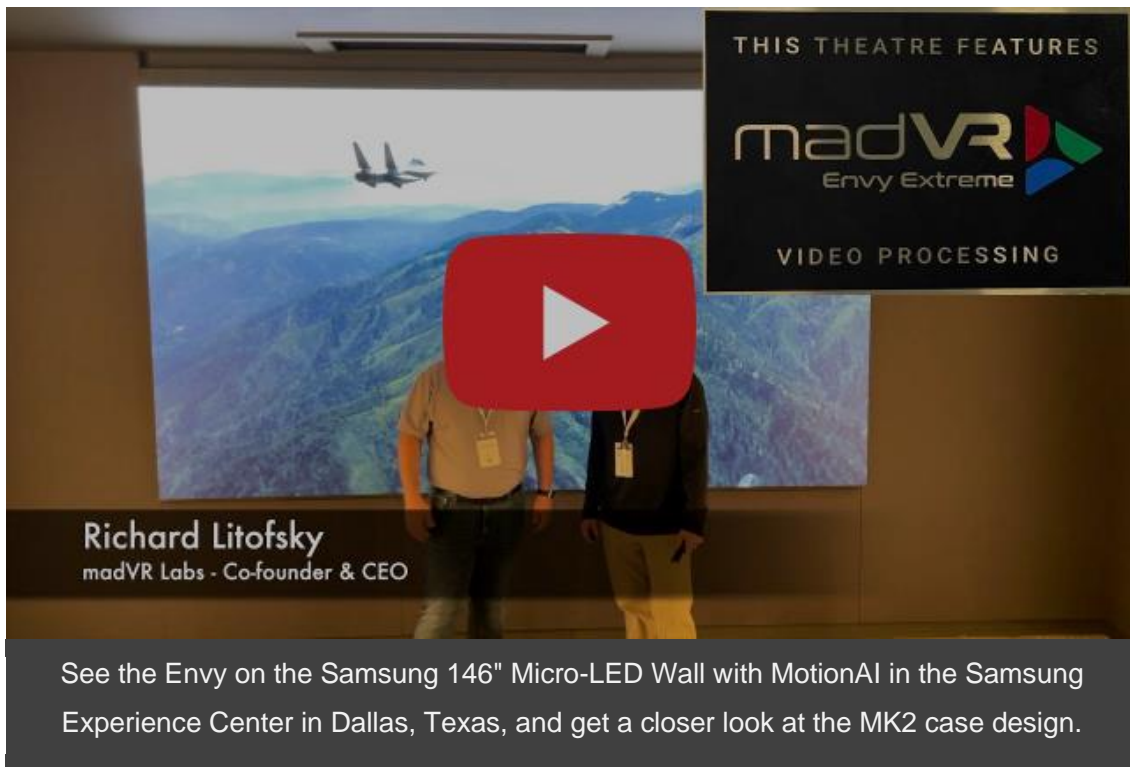 THIS THEATRE FEATURES
madVR
Envy Extreme
VIDEO PROCESSING
Richard Litofsky
madVR Labs - Co-founder & CEO
See the Envy on the Samsung 146" Micro-LED Wall with MotionAI in the Samsung
Experience Center in Dallas, Texas, and get a closer look at the MK2 case design.